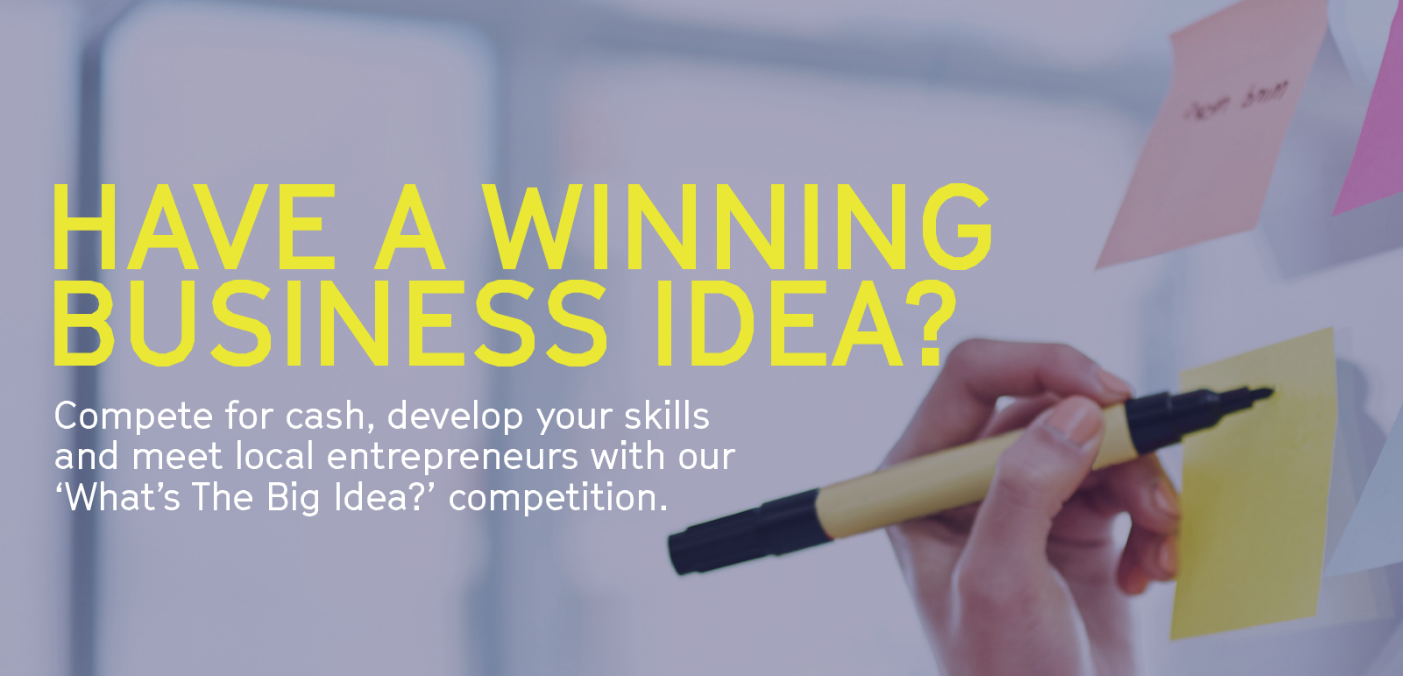 HAVE A WINNING
BUSINESS IDEA?
Compete for cash, develop your skills
and meet local entrepreneurs with our
‘What’s The Big Idea?’ competition.